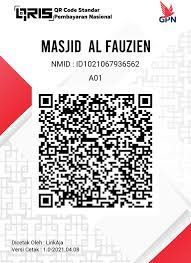 QRIS QR Code Standar
Pembayaran Nasional
GPN
MASJID AL FAUZIEN
NMID : ID1021067936562
A01
Dicetak Oleh : LinkAja
Versi Cetak : 1.0-2021.04.08